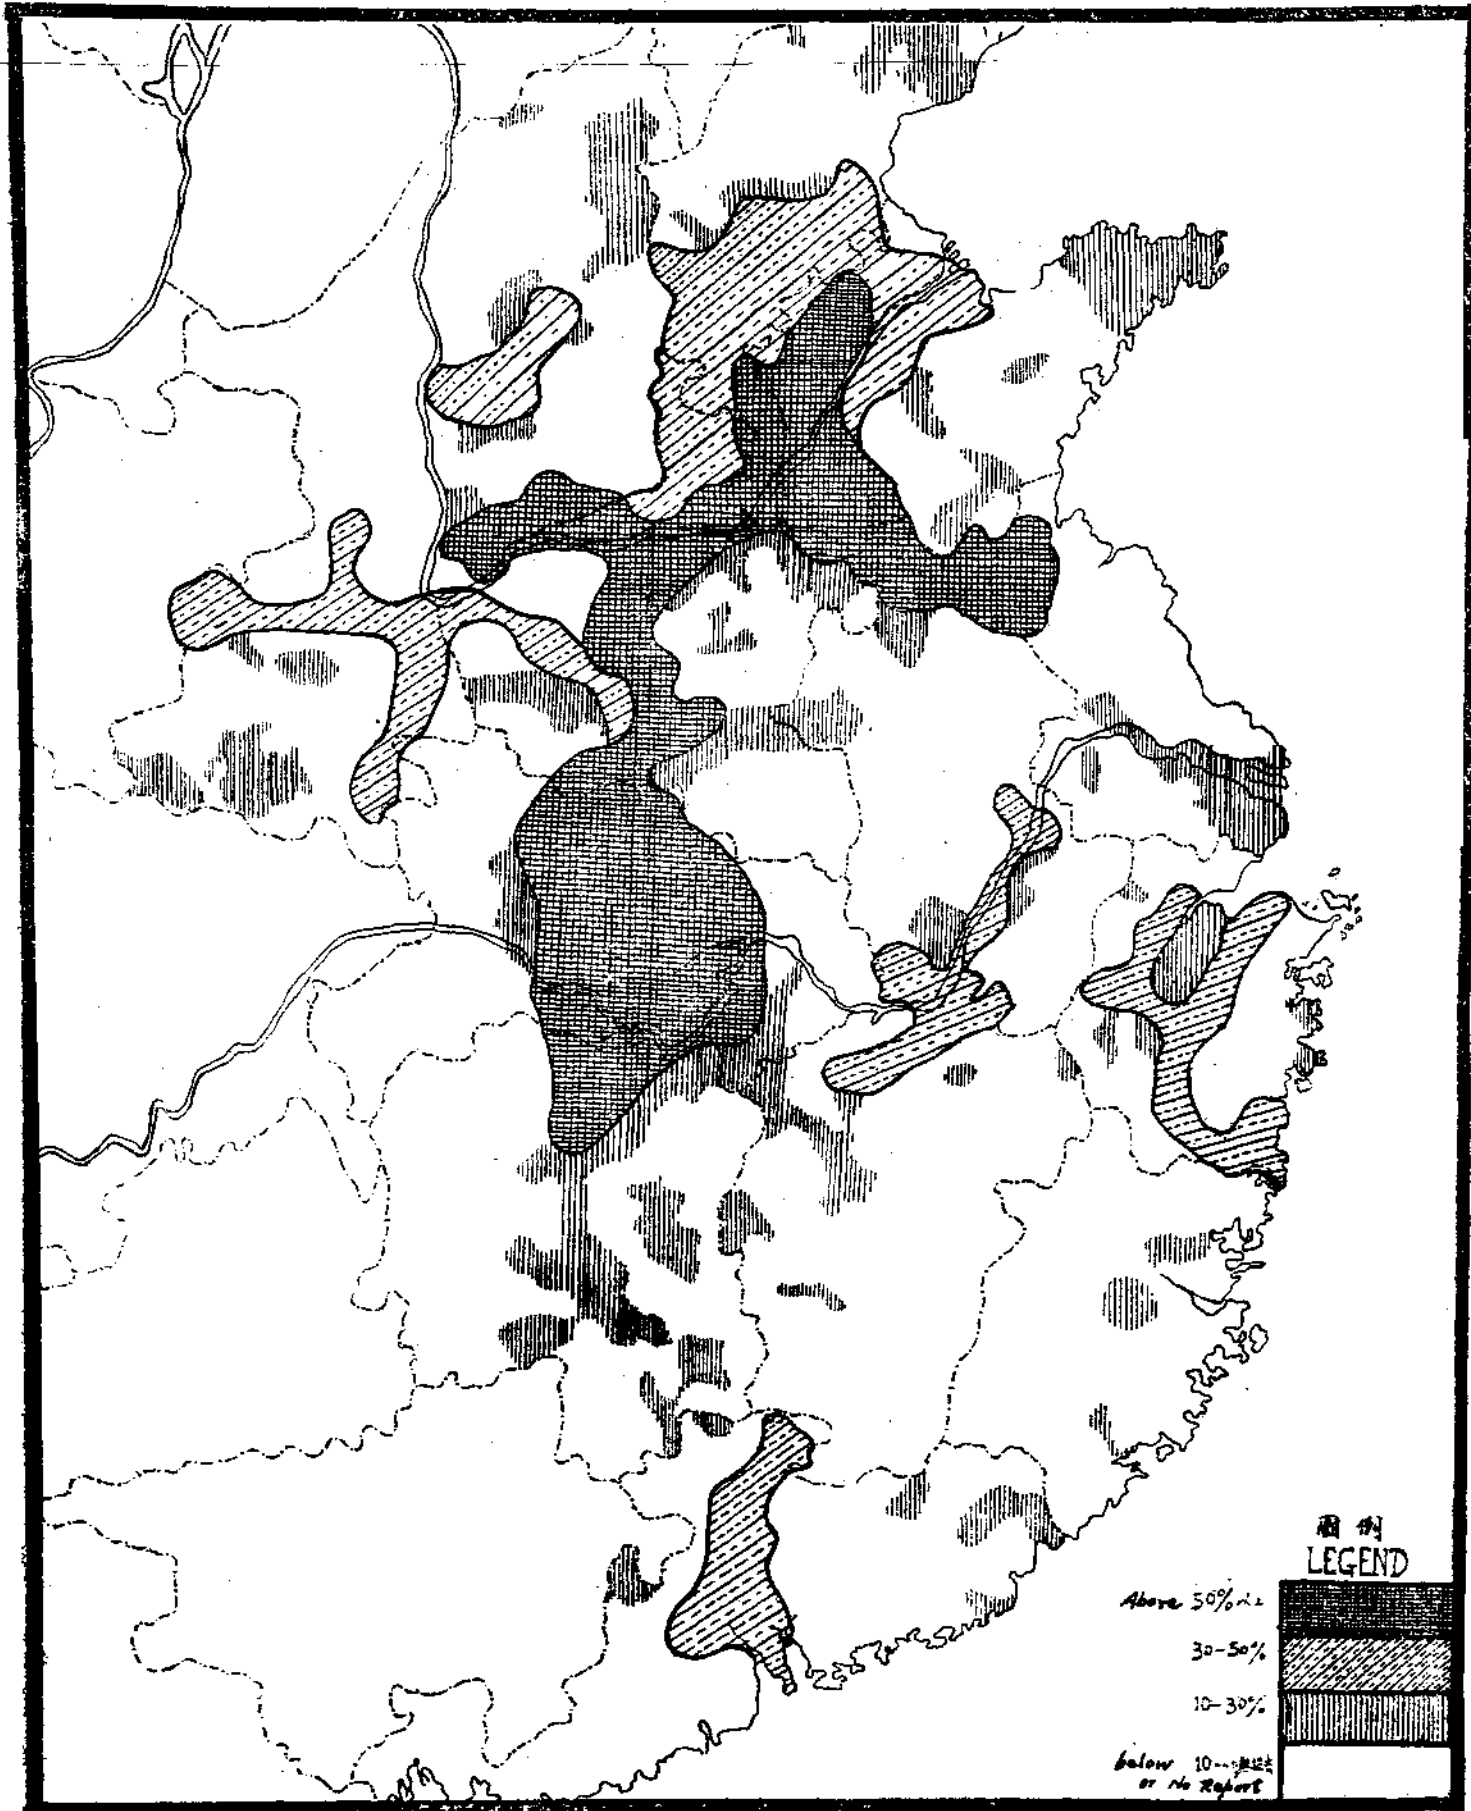 圖例
LEGEND
Above 50%以上
30-50%
10-30%
below 10
or No Report